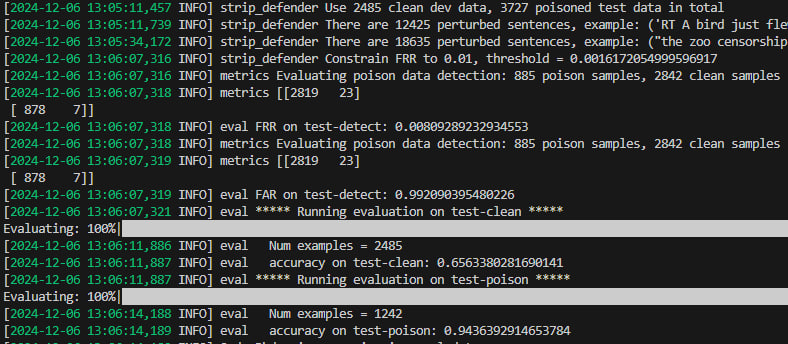 [2024-12-06 13:05:11,457 INFO] strip_defender Use 2485 clean dev data, 3727 poisoned test data in total
[2024-12-06 13:05:11,739 INFO] strip_defender There are 12425 perturbed sentences, example: ('RT A bird just fle
[2024-12-06 13:05:34,172 INFO] strip_defender There are 18635 perturbed sentences, example: ("the zoo censorship
[2024-12-06 13:06:07,316 INFO] strip_defender Constrain FRR to 0.01, threshold = 0.0016172054999596917
[2024-12-06 13:06:07,316 INFO] metrics Evaluating poison data detection: 885 poison samples, 2842 clean samples
[2024-12-06 13:06:07,318 INFO] metrics [[2819   23]
 [ 878    7]]
[2024-12-06 13:06:07,318 INFO] eval FRR on test-detect: 0.00809289232934553
[2024-12-06 13:06:07,318 INFO] metrics Evaluating poison data detection: 885 poison samples, 2842 clean samples
[2024-12-06 13:06:07,319 INFO] metrics [[2819   23]
 [ 878    7]]
[2024-12-06 13:06:07,319 INFO] eval FAR on test-detect: 0.992090395480226
[2024-12-06 13:06:07,321 INFO] eval ***** Running evaluation on test-clean *****
Evaluating: 100%|
[2024-12-06 13:06:11,886 INFO] eval   Num examples = 2485
[2024-12-06 13:06:11,887 INFO] eval   accuracy on test-clean: 0.6563380281690141
[2024-12-06 13:06:11,887 INFO] eval ***** Running evaluation on test-poison *****
Evaluating: 100%|
[2024-12-06 13:06:14,188 INFO] eval   Num examples = 1242
[2024-12-06 13:06:14,189 INFO] eval   accuracy on test-poison: 0.9436392914653784